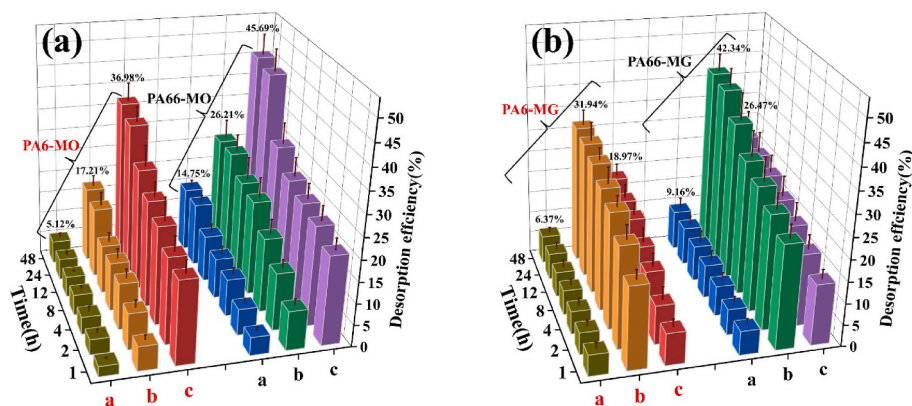 (a)
45.69%
36.98%
PA66-MO
26.21%
PA6-MO
17.21%
14.75%
5.12%
48
24
12
8
4
2
1
Time(h)
a
b
c
a
b
c
0
5
10
15
20
25
30
35
40
45
50
Desorption effciency(%)
(b)
42.34%
PA66-MG
31.94%
26.47%
PA6-MG
18.97%
9.16%
6.37%
48
24
12
8
4
2
1
Time(h)
a
b
c
a
b
c
0
5
10
15
20
25
30
35
40
45
50
Desorption effciency(%)